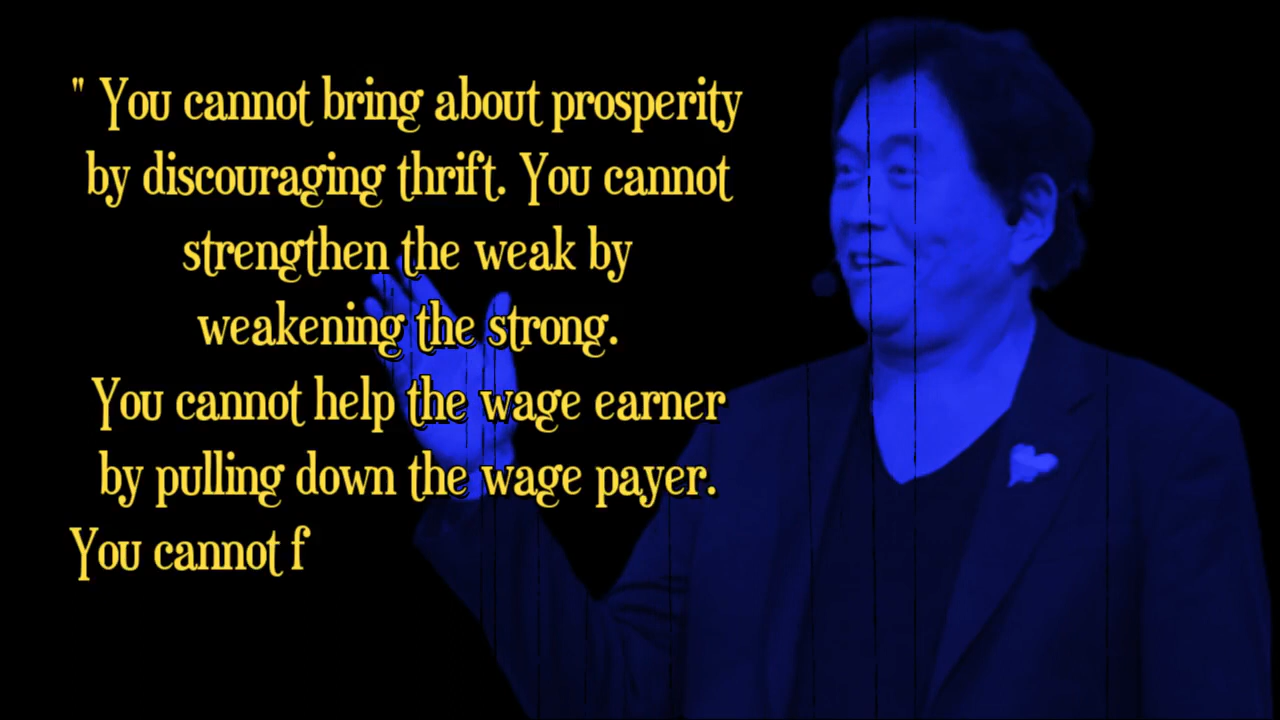 " You cannot bring about prosperity
by discouraging thrift. You cannot
strengthen the weak by
weakening the strong.
You cannot help the wage earner
by pulling down the wage payer.
You cannot f